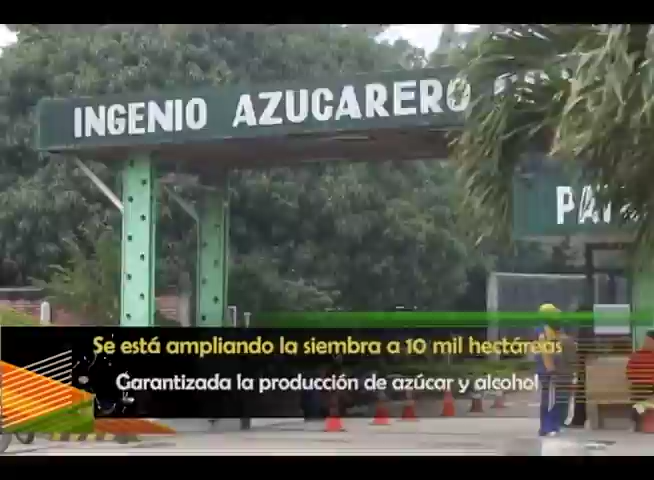 INGENIO AZUCARERO
Se está ampliando la siembra a 10 mil hectáreas
Garantizada la producción de azúcar y alcohol